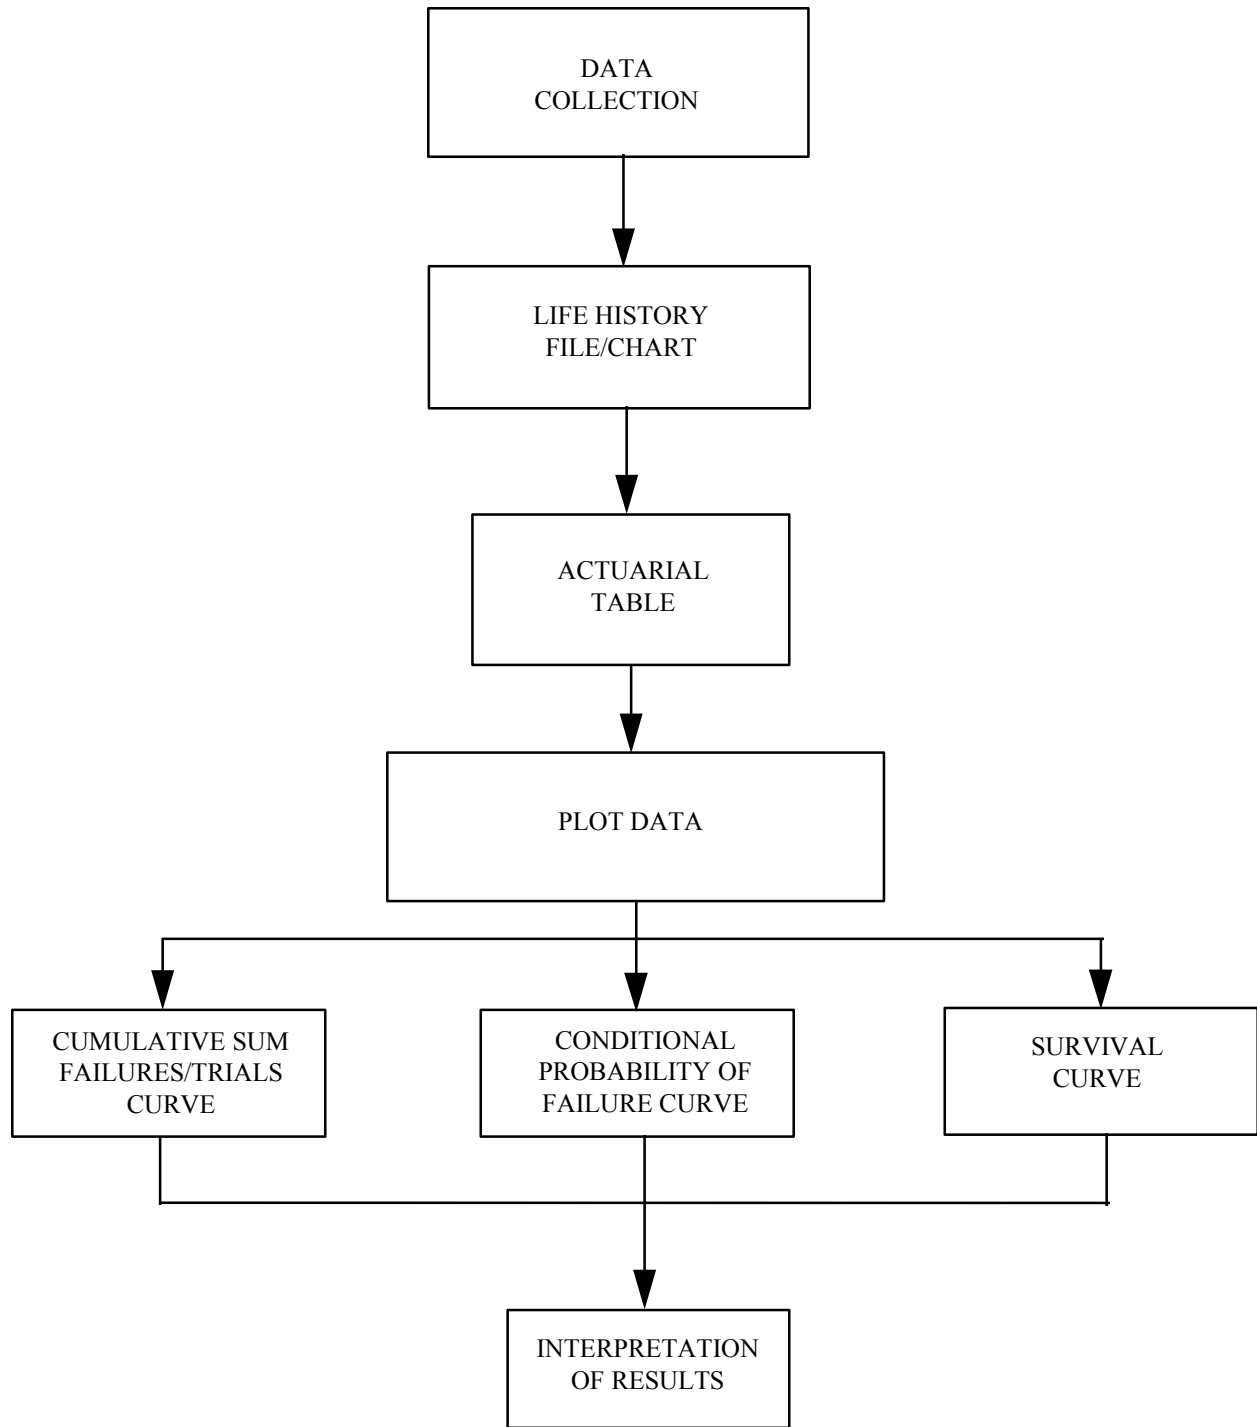 DATA
COLLECTION
LIFE HISTORY
FILE/CHART
ACTUARIAL
TABLE
PLOT DATA
CUMULATIVE SUM
FAILURES/TRIALS
CURVE
CONDITIONAL
PROBABILITY OF
FAILURE CURVE
SURVIVAL
CURVE
INTERPRETATION
OF RESULTS